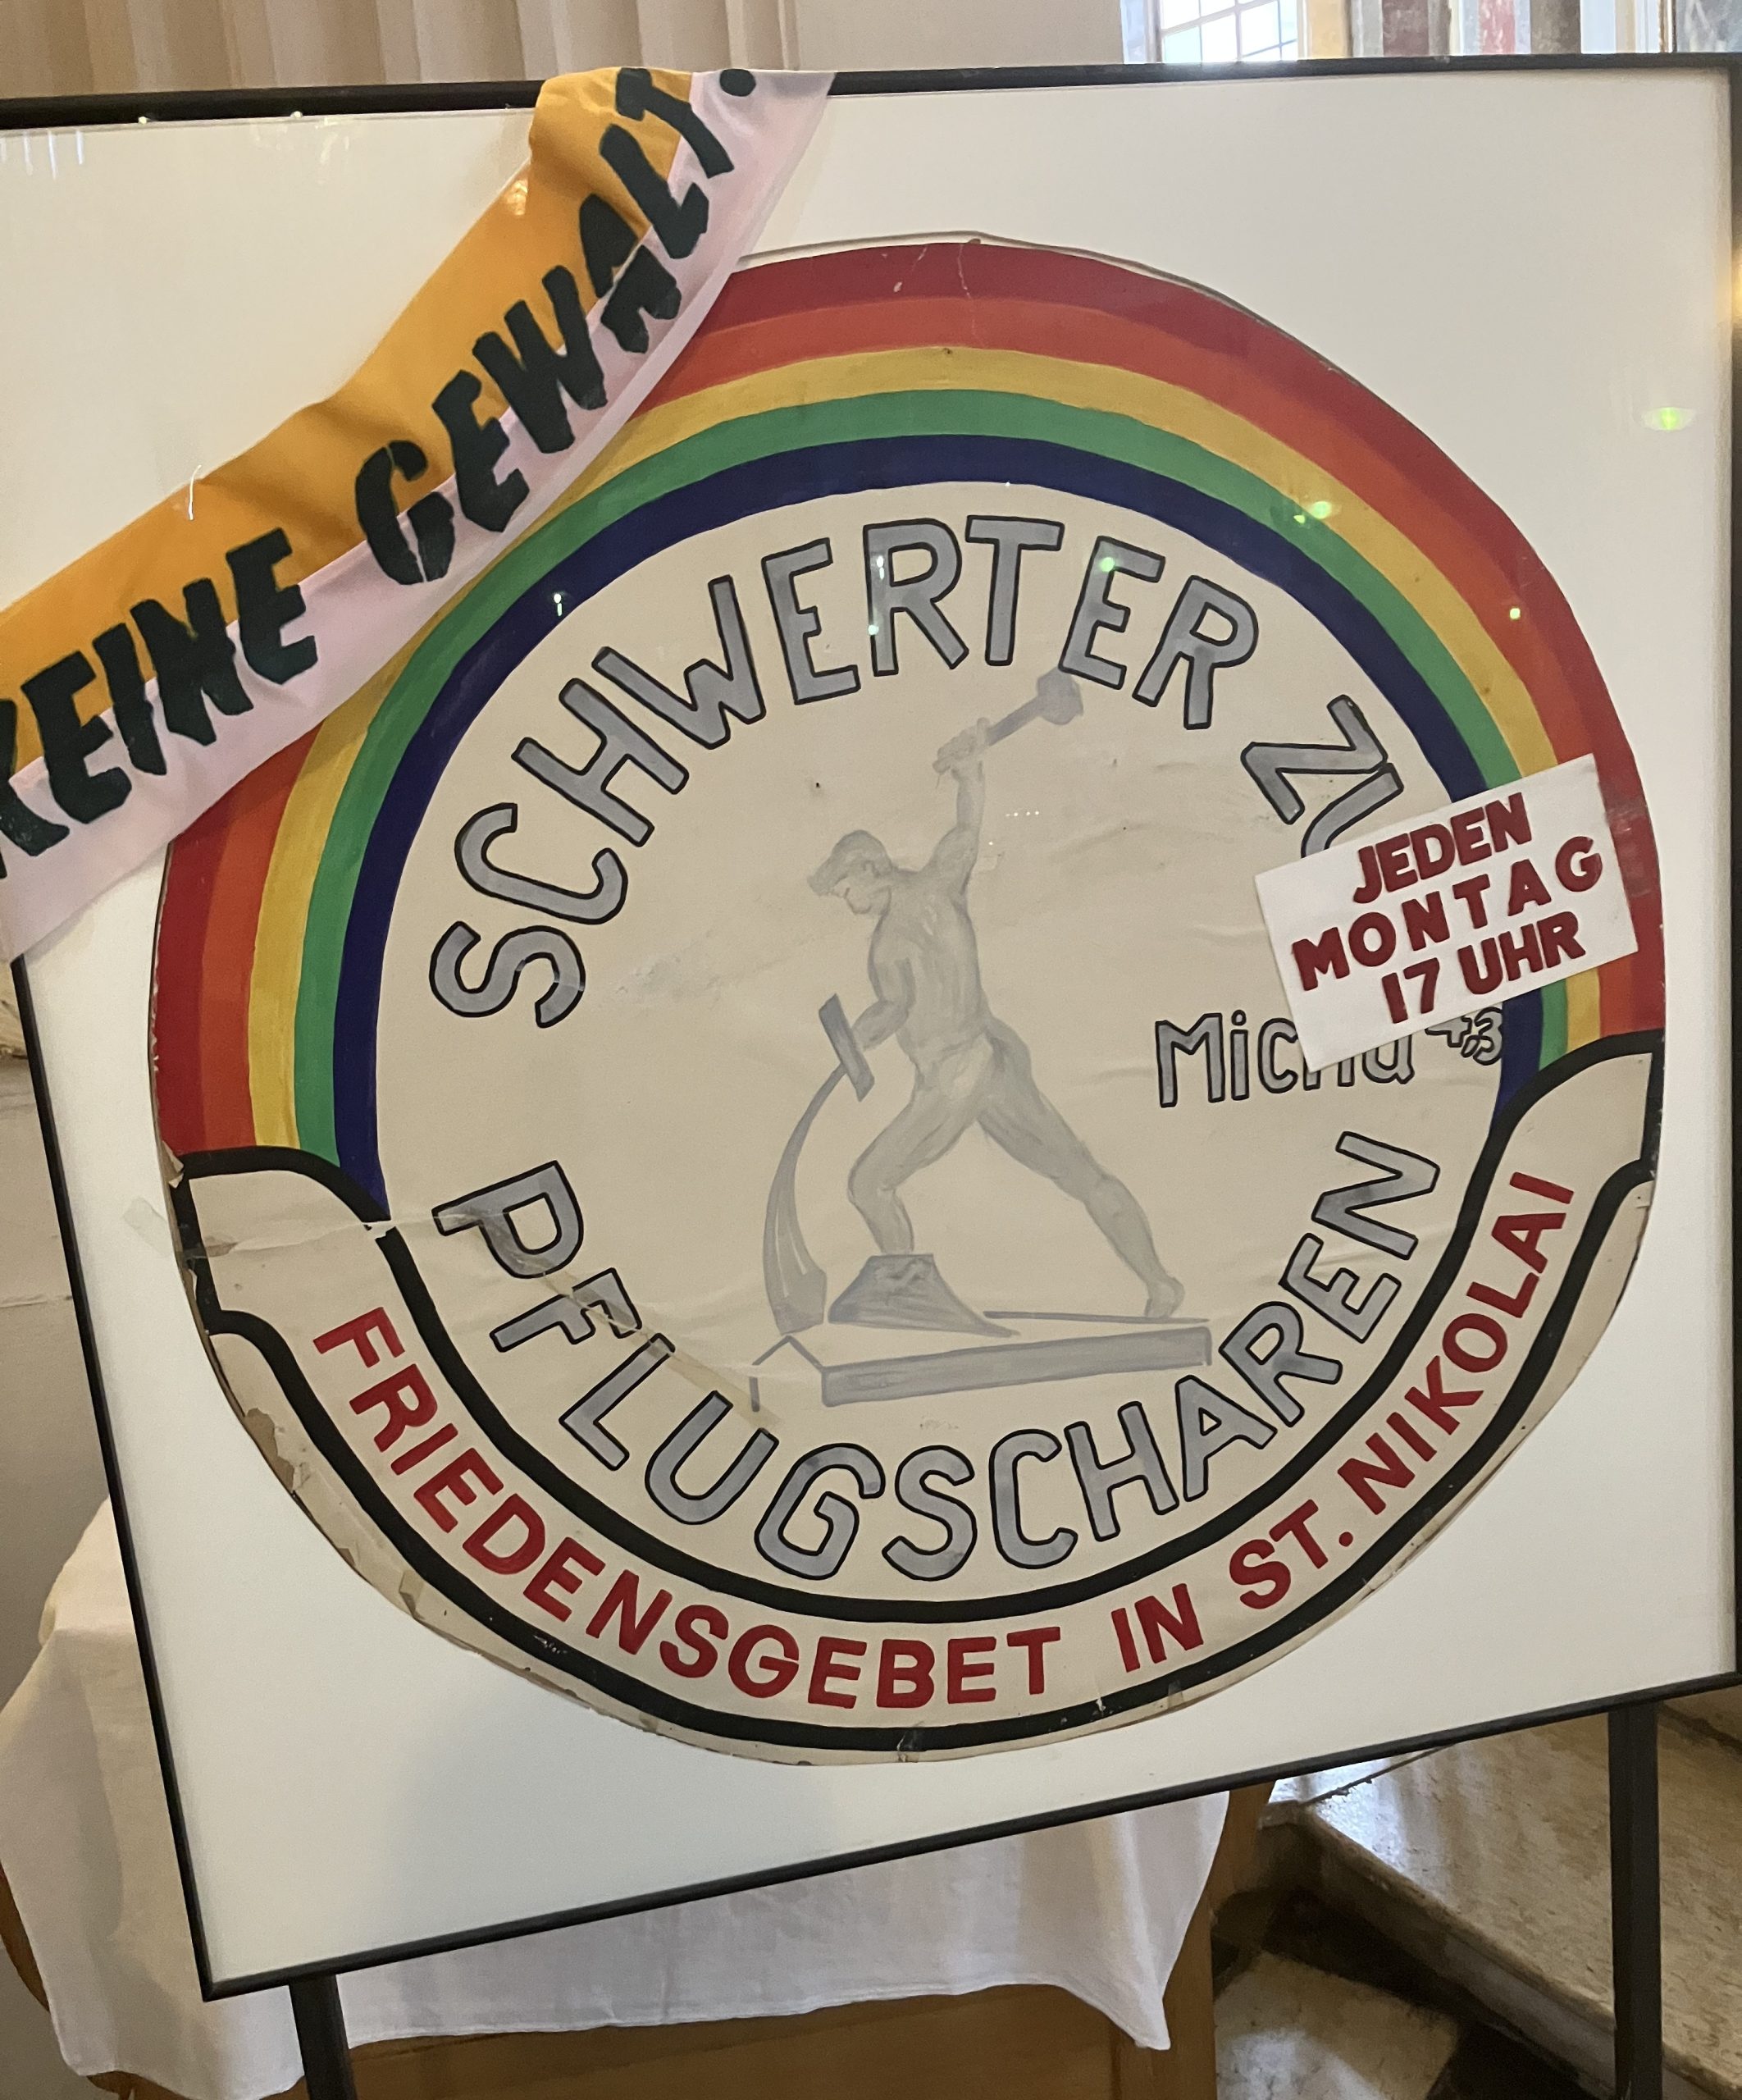 KEINE GEWALT.
SCHWERTER ZU
JEDEN
MONTAG
17 UHR
Micha 4,3
PFLUGSCHAREN
FRIEDENSGEBET IN ST. NIKOLAI